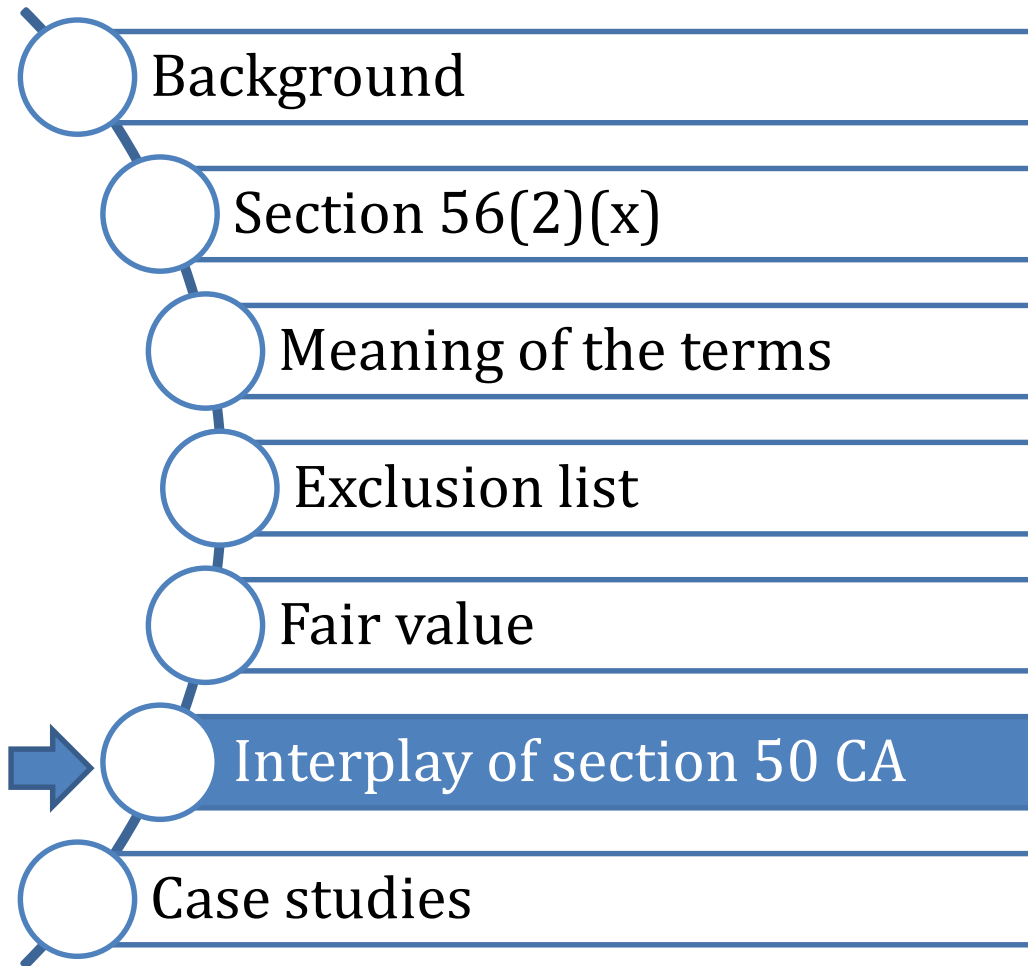 Background
Section 56(2)(x)
Meaning of the terms
Exclusion list
Fair value
Interplay of section 50 CA
Case studies